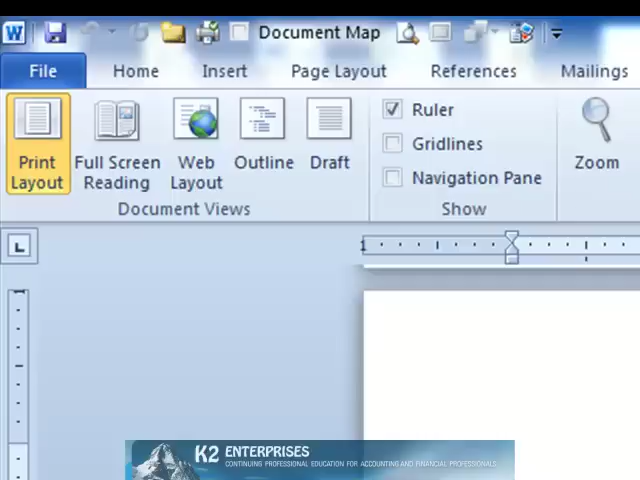 W Document Map
File Home Insert Page Layout References Mailings
Print Layout Full Screen Reading Web Layout Outline Draft
Ruler
Gridlines
Navigation Pane
Zoom
Document Views Show
L 1
K2 ENTERPRISES
CONTINUING PROFESSIONAL EDUCATION FOR ACCOUNTING AND FINANCIAL PROFESSIONALS